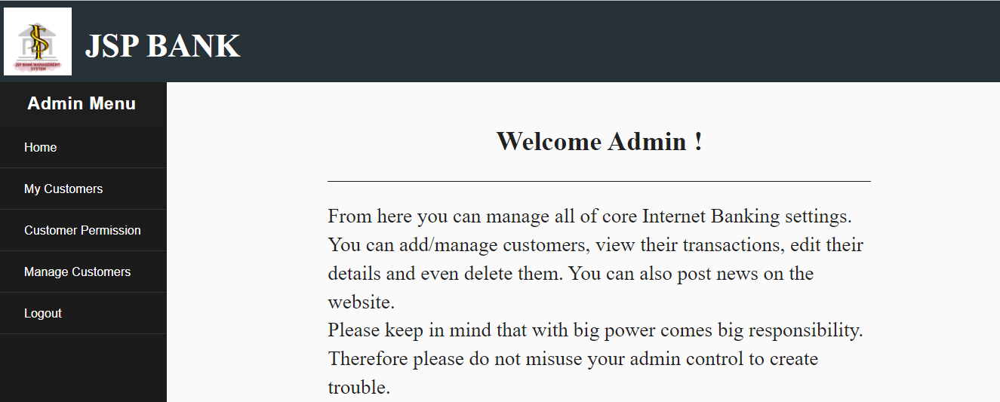 JSP BANK MANAGEMENT
SYSTEM
JSP BANK
Admin Menu
Home
My Customers
Customer Permission
Manage Customers
Logout
Welcome Admin !
From here you can manage all of core Internet Banking settings.
You can add/manage customers, view their transactions, edit their
details and even delete them. You can also post news on the
website.
Please keep in mind that with big power comes big responsibility.
Therefore please do not misuse your admin control to create
trouble.